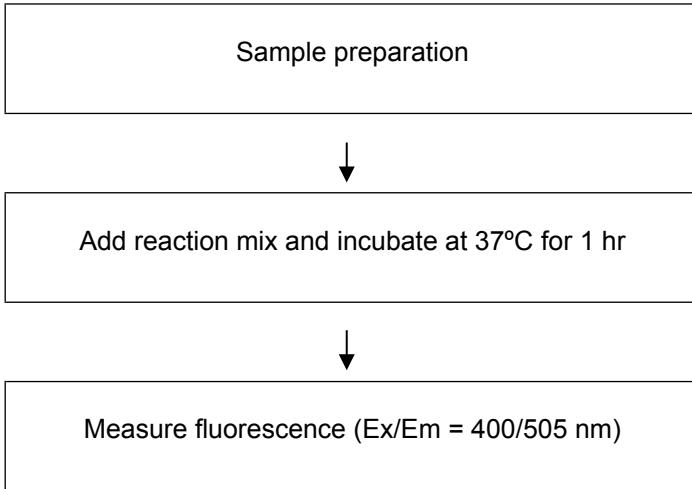 Sample preparation
Add reaction mix and incubate at 37ºC for 1 hr
Measure fluorescence (Ex/Em = 400/505 nm)